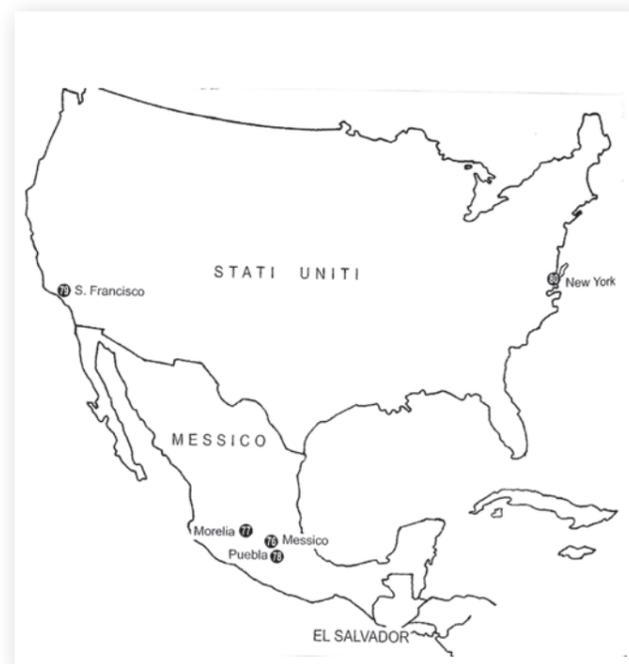 STATI UNITI
79 S. Francisco
80 New York
MESSICO
Morelia 77
76 Messico
Puebla 78
EL SALVADOR